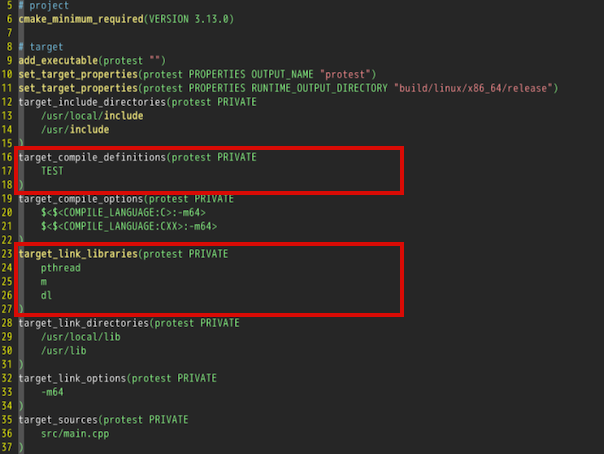 5 # project
6 cmake_minimum_required(VERSION 3.13.0)
7
8 # target
9 add_executable(protest "")
10 set_target_properties(protest PROPERTIES OUTPUT_NAME "protest")
11 set_target_properties(protest PROPERTIES RUNTIME_OUTPUT_DIRECTORY "build/linux/x86_64/release")
12 target_include_directories(protest PRIVATE
13     /usr/local/include
14     /usr/include
15 )
16 target_compile_definitions(protest PRIVATE
17     TEST
18 )
19 target_compile_options(protest PRIVATE
20     $<$<COMPILE_LANGUAGE:C>:-m64>
21     $<$<COMPILE_LANGUAGE:CXX>:-m64>
22 )
23 target_link_libraries(protest PRIVATE
24     pthread
25     m
26     dl
27 )
28 target_link_directories(protest PRIVATE
29     /usr/local/lib
30     /usr/lib
31 )
32 target_link_options(protest PRIVATE
33     -m64
34 )
35 target_sources(protest PRIVATE
36     src/main.cpp
37 )